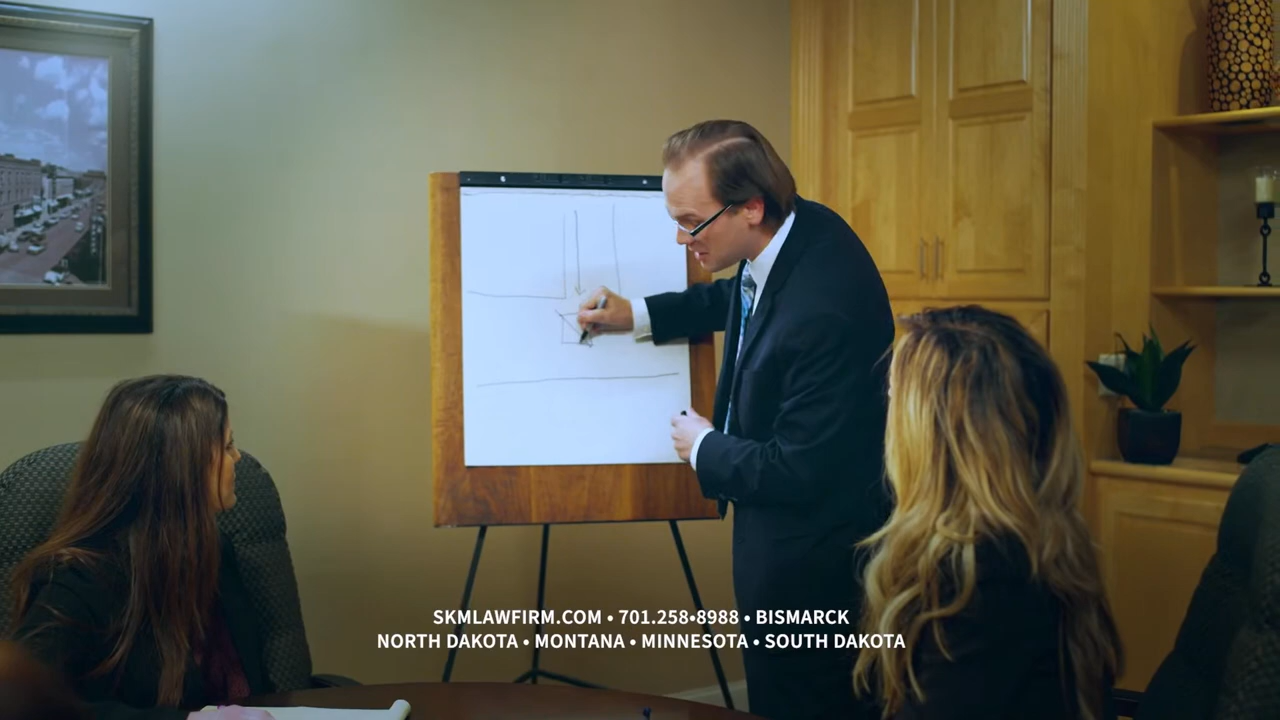 SKMLAWFIRM.COM • 701.258•8988 • BISMARCK
NORTH DAKOTA • MONTANA • MINNESOTA • SOUTH DAKOTA